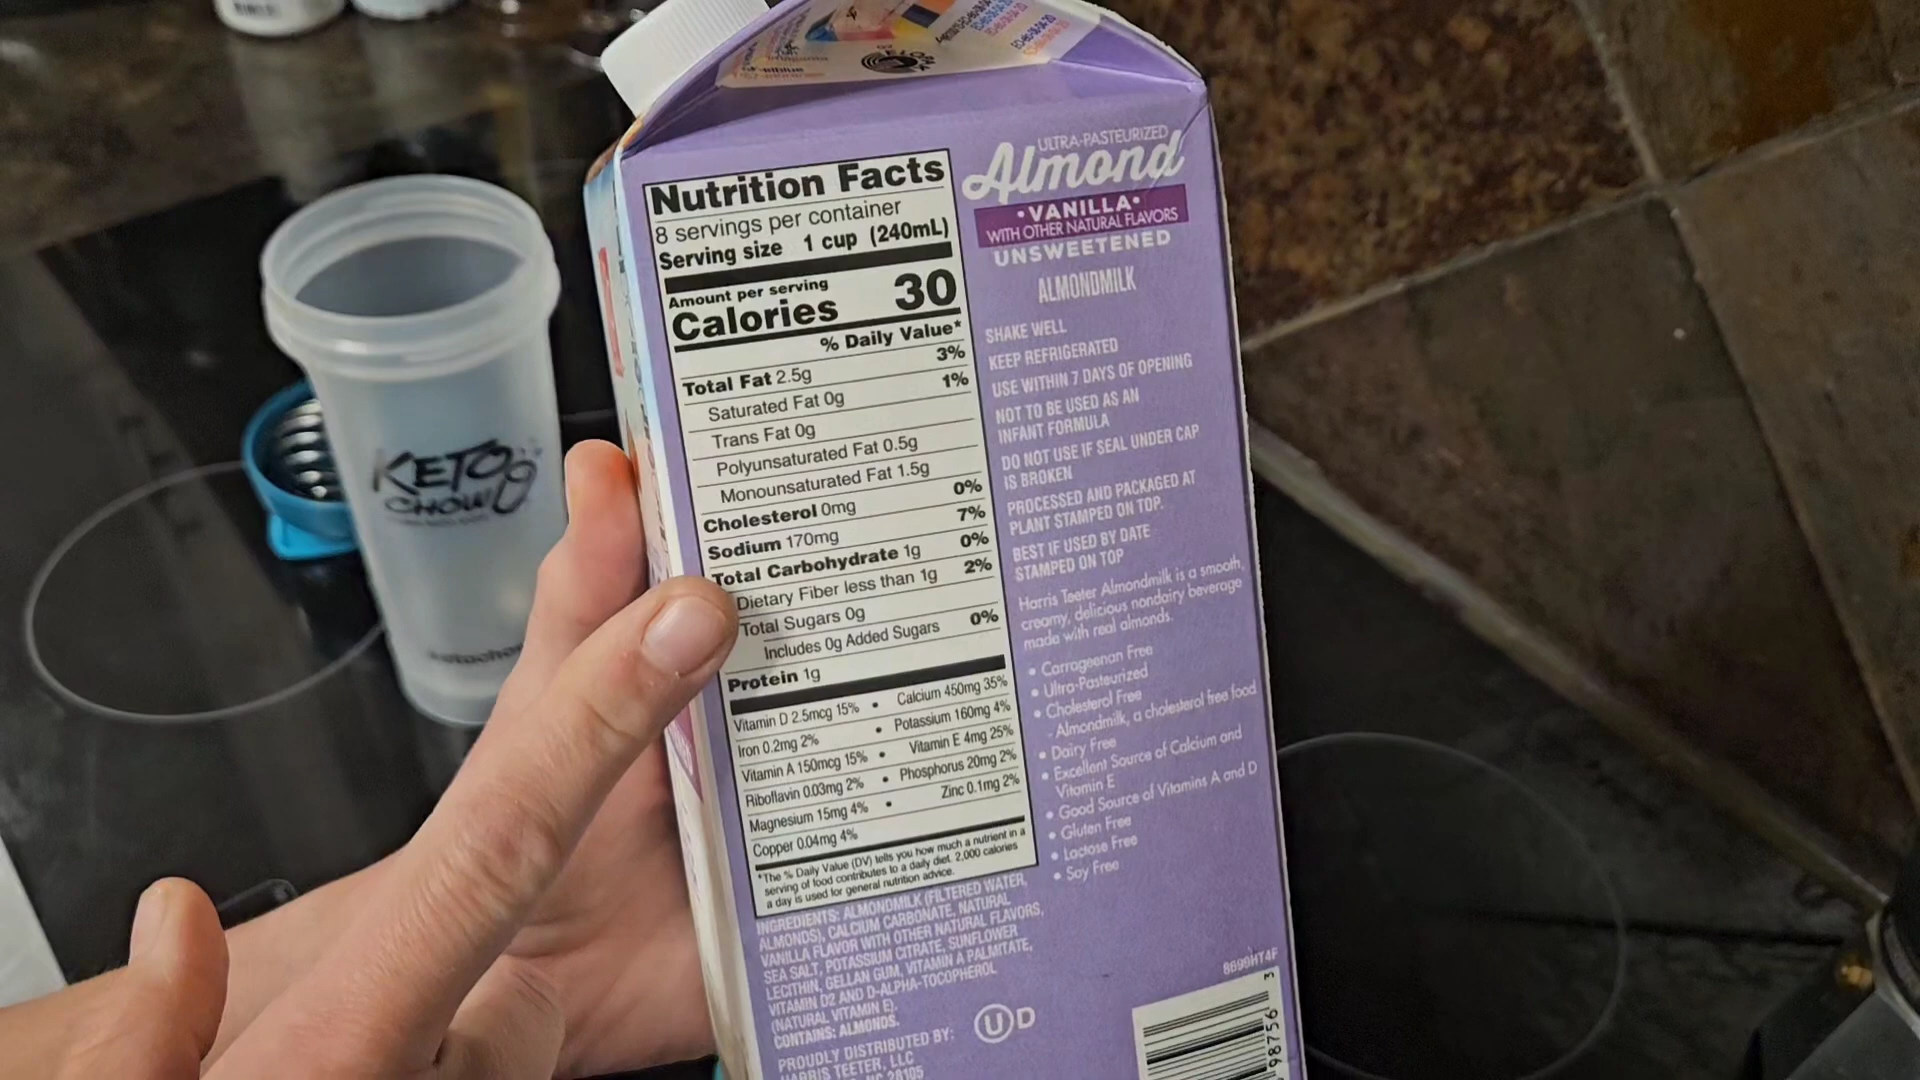 Nutrition Facts
8 servings per container
Serving size 1 cup (240mL)
Amount per serving
Calories 30
% Daily Value*
Total Fat 2.5g 3%
Saturated Fat 0g 1%
Trans Fat 0g
Polyunsaturated Fat 0.5g
Monounsaturated Fat 1.5g
Cholesterol 0mg 0%
Sodium 170mg 7%
Total Carbohydrate 1g 0%
Dietary Fiber less than 1g 2%
Total Sugars 0g
Includes 0g Added Sugars 0%
Protein 1g
Vitamin D 2.5mcg 15% • Calcium 450mg 35%
Iron 0.2mg 2% • Potassium 160mg 4%
Vitamin A 150mcg 15% • Vitamin E 4mg 25%
Riboflavin 0.03mg 2% • Phosphorus 20mg 2%
Magnesium 15mg 4% • Zinc 0.1mg 2%
Copper 0.04mg 4%
*The % Daily Value (DV) tells you how much a nutrient in a
serving of food contributes to a daily diet. 2,000 calories
a day is used for general nutrition advice.
INGREDIENTS: ALMONDMILK (FILTERED WATER,
ALMONDS), CALCIUM CARBONATE, NATURAL
VANILLA FLAVOR WITH OTHER NATURAL FLAVORS,
SEA SALT, POTASSIUM CITRATE, SUNFLOWER
LECITHIN, GELLAN GUM, VITAMIN A PALMITATE,
VITAMIN D2 AND D-ALPHA-TOCOPHEROL
(NATURAL VITAMIN E).
CONTAINS: ALMONDS.
PROUDLY DISTRIBUTED BY:
HARRIS TEETER, LLC
NC 28105
U D
ULTRA-PASTEURIZED
Almond
•VANILLA•
WITH OTHER NATURAL FLAVORS
UNSWEETENED
ALMONDMILK
SHAKE WELL
KEEP REFRIGERATED
USE WITHIN 7 DAYS OF OPENING
NOT TO BE USED AS AN
INFANT FORMULA
DO NOT USE IF SEAL UNDER CAP
IS BROKEN
PROCESSED AND PACKAGED AT
PLANT STAMPED ON TOP.
BEST IF USED BY DATE
STAMPED ON TOP
Harris Teeter Almondmilk is a smooth,
creamy, delicious nondairy beverage
made with real almonds.
• Carrageenan Free
• Ultra-Pasteurized
• Cholesterol Free
- Almondmilk, a cholesterol free food
• Dairy Free
• Excellent Source of Calcium and
Vitamin E
• Good Source of Vitamins A and D
• Gluten Free
• Lactose Free
• Soy Free
8699HY4F
98756 3
KETO
CHOW